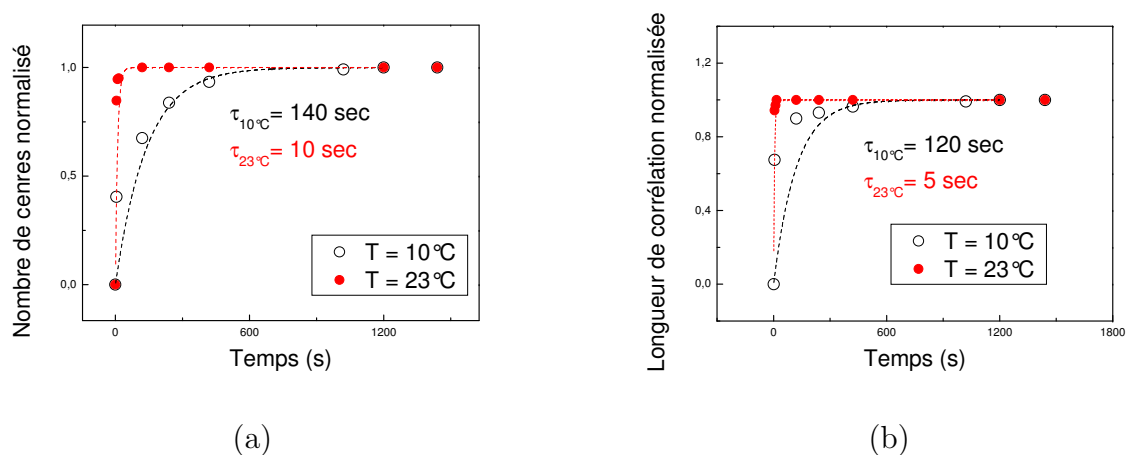 Nombre de cenres normalisé
1,0
0,5
0,0
τ10°C = 140 sec
τ23°C= 10 sec
T = 10°C
T = 23°C
0
600
1200
Temps (s)
(a)
Longueur de corrélation normalisée
1,2
0,8
0,4
0,0
τ10°C= 120 sec
τ23°C= 5 sec
T = 10°C
T = 23°C
0
600
1200
1800
Temps (s)
(b)